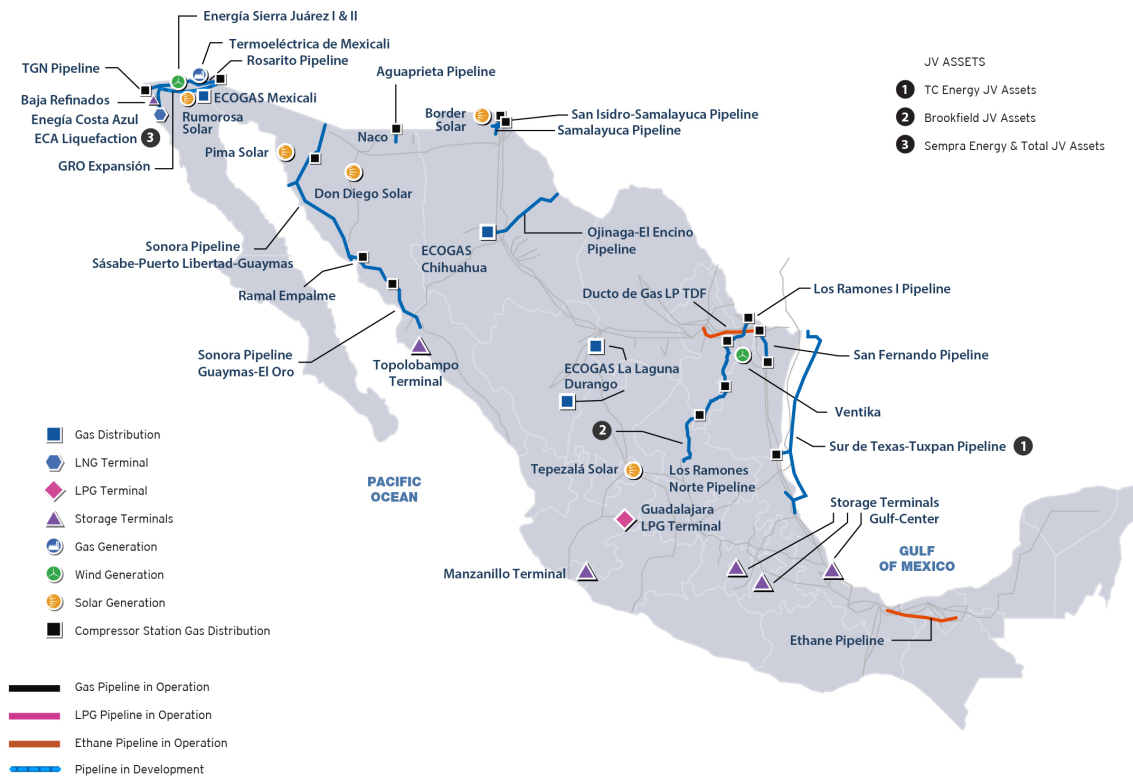 Energía Sierra Juárez I & II
Termoeléctrica de Mexicali
Rosarito Pipeline
TGN Pipeline
Aguaprieta Pipeline
Baja Refinados
ECOGAS Mexicali
Enegía Costa Azul
Rumorosa
Solar
ECA Liquefaction 3
GRO Expansión
Pima Solar
Naco
Border
Solar
San Isidro-Samalayuca Pipeline
Samalayuca Pipeline
Don Diego Solar
JV ASSETS
1 TC Energy JV Assets
2 Brookfield JV Assets
3 Sempra Energy & Total JV Assets
Sonora Pipeline
Sásabe-Puerto Libertad-Guaymas
ECOGAS
Chihuahua
Ojinaga-El Encino
Pipeline
Ramal Empalme
Ducto de Gas LP TDF
Los Ramones I Pipeline
Sonora Pipeline
Guaymas-El Oro
Topolobampo
Terminal
ECOGAS La Laguna
Durango
San Fernando Pipeline
Ventika
2
Sur de Texas-Tuxpan Pipeline 1
Tepezalá Solar
Los Ramones
Norte Pipeline
PACIFIC
OCEAN
Guadalajara
LPG Terminal
Storage Terminals
Gulf-Center
GULF
OF MEXICO
Manzanillo Terminal
Ethane Pipeline
Gas Distribution
LNG Terminal
LPG Terminal
Storage Terminals
Gas Generation
Wind Generation
Solar Generation
Compressor Station Gas Distribution
Gas Pipeline in Operation
LPG Pipeline in Operation
Ethane Pipeline in Operation
Pipeline in Development